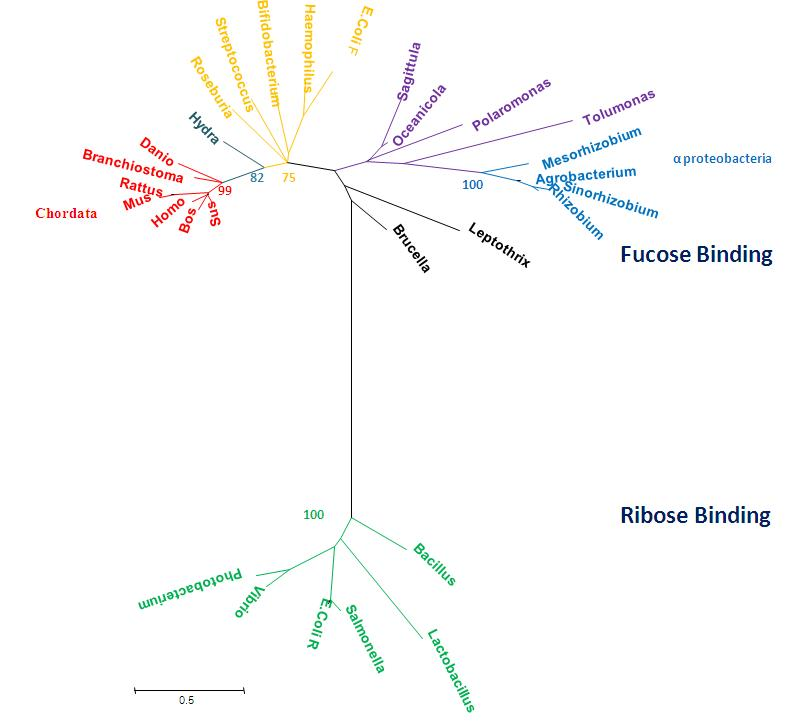 E.Coli F
Haemophilus
Bifidobacterium
Streptococcus
Roseburia
Hydra
Danio
Branchiostoma
Rattus
Mus
Homo
Bos
Sus
Chordata
99
82
75
Sagittula
Oceanicola
Polaromonas
Tolumonas
Mesorhizobium
Agrobacterium
Sinorhizobium
Rhizobium
α proteobacteria
100
Fucose Binding
Leptothrix
Brucella
100
Ribose Binding
Bacillus
Photobacterium
Vibrio
E.Coli R
Salmonella
Lactobacillus
0.5